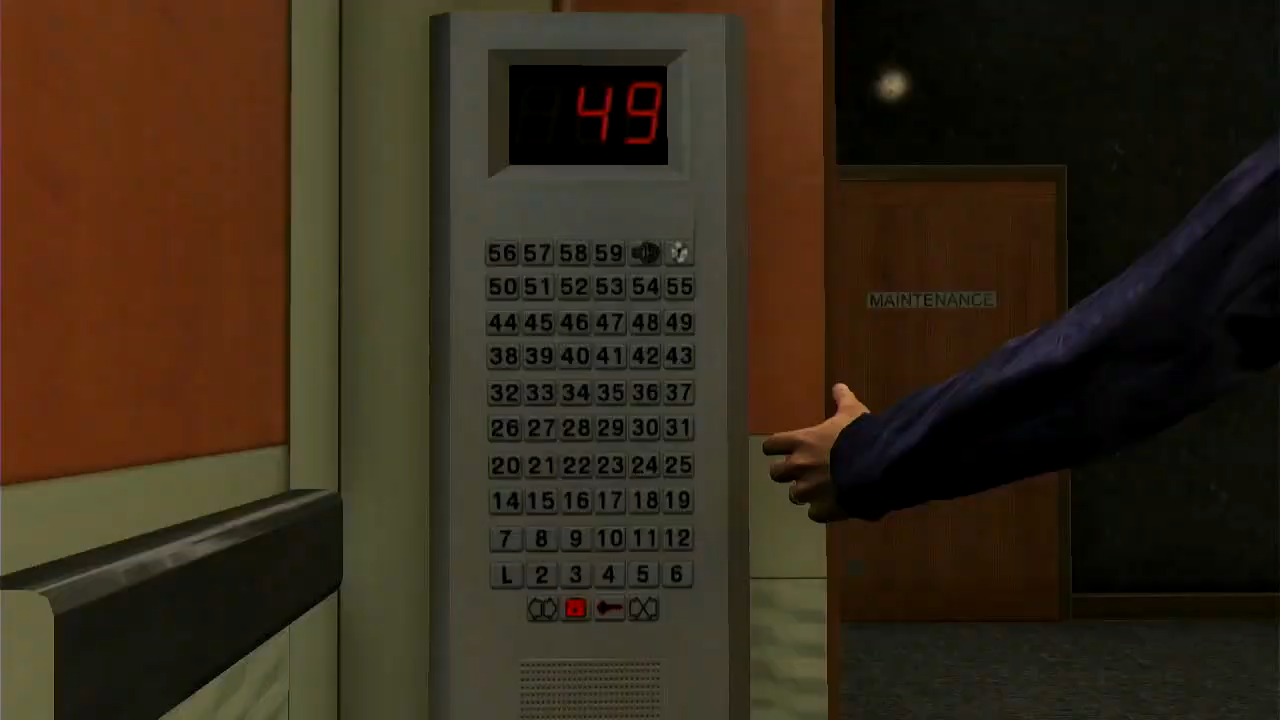 49
56 57 58 59
50 51 52 53 54 55
44 45 46 47 48 49
MAINTENANCE
38 39 40 41 42 43
32 33 34 35 36 37
26 27 28 29 30 31
20 21 22 23 24 25
14 15 16 17 18 19
7 8 9 10 11 12
L 2 3 4 5 6